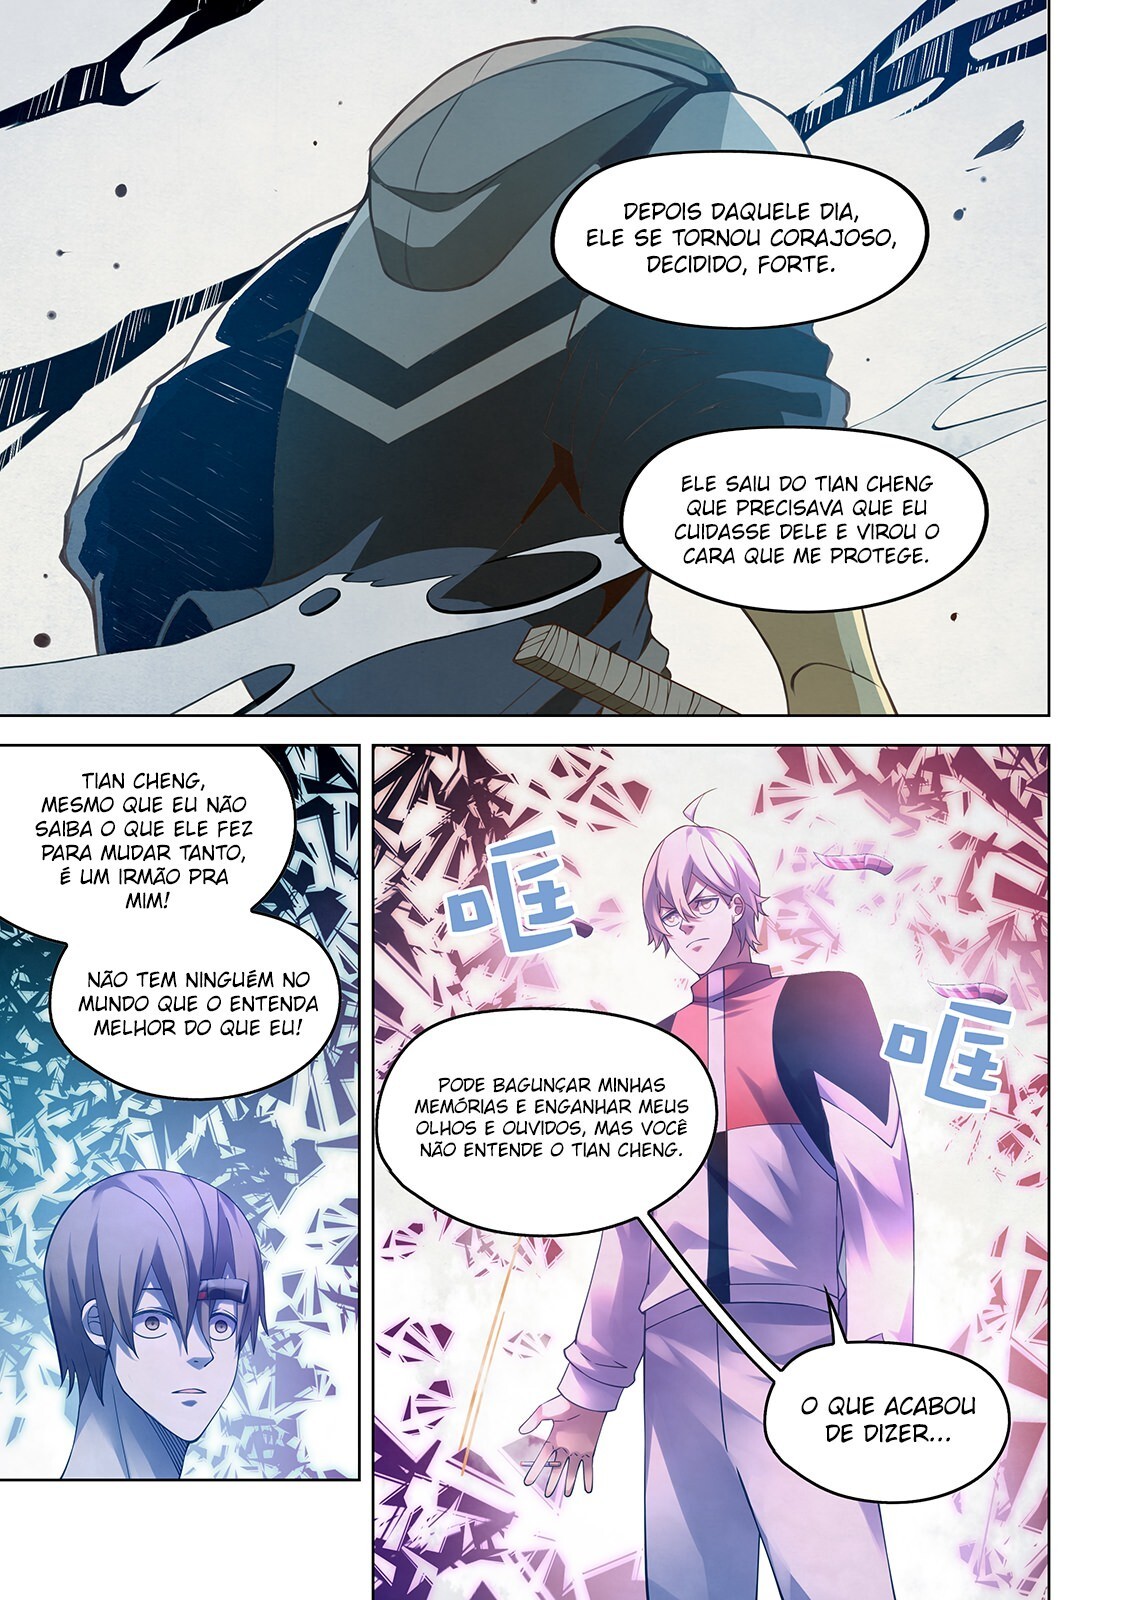 DEPOIS DAQUELE DIA,
ELE SE TORNOU CORAJOSO,
DECIDIDO, FORTE.
ELE SAIU DO TIAN CHENG
QUE PRECISAVA QUE EU
CUIDASSE DELE E VIROU O
CARA QUE ME PROTEGE.
TIAN CHENG,
MESMO QUE EU NÃO
SAIBA O QUE ELE FEZ
PARA MUDAR TANTO,
É UM IRMÃO PRA
MIM!
NÃO TEM NINGUÉM NO
MUNDO QUE O ENTENDA
MELHOR DO QUE EU!
哐
哐
PODE BAGUNÇAR MINHAS
MEMÓRIAS E ENGANHAR MEUS
OLHOS E OUVIDOS, MAS VOCÊ
NÃO ENTENDE O TIAN CHENG.
O QUE ACABOU
DE DIZER...